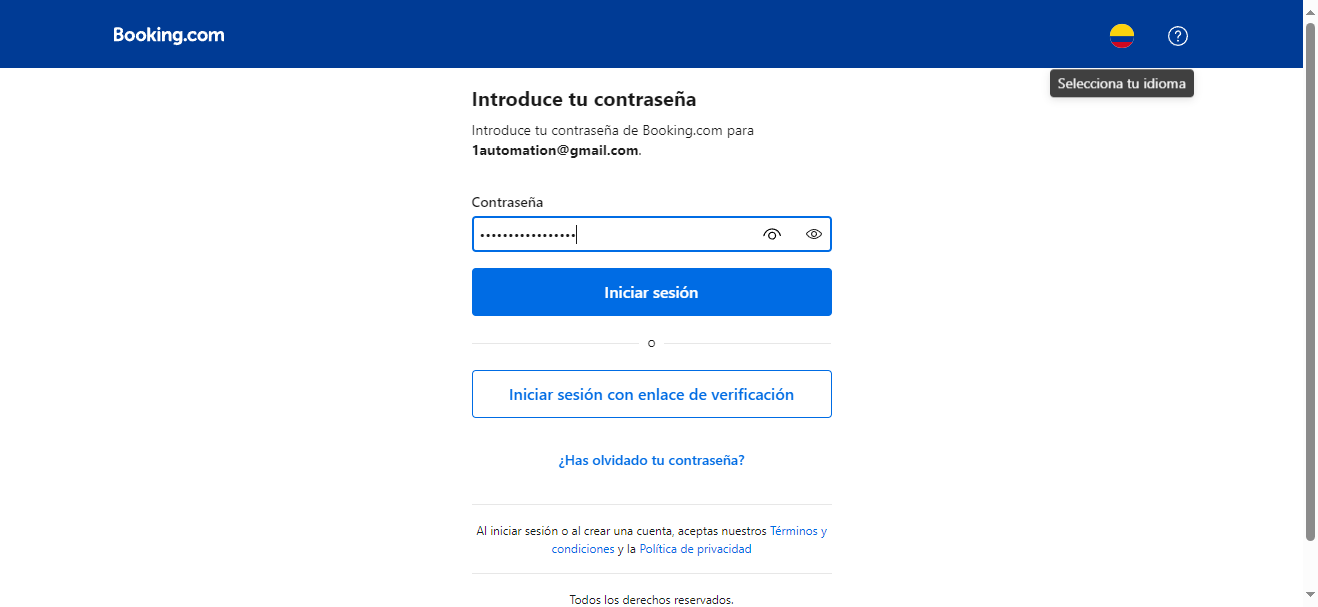 Booking.com
Selecciona tu idioma
Introduce tu contraseña
Introduce tu contraseña de Booking.com para
1automation@gmail.com.
Contraseña
•••••••••••••••••
Iniciar sesión
o
Iniciar sesión con enlace de verificación
¿Has olvidado tu contraseña?
Al iniciar sesión o al crear una cuenta, aceptas nuestros Términos y
condiciones y la Política de privacidad
Todos los derechos reservados.